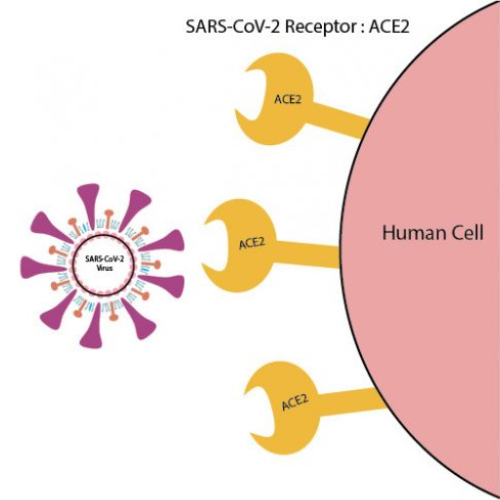 SARS-CoV-2 Receptor : ACE2
ACE2
ACE2
Human Cell
SARS-CoV-2
Virus
ACE2